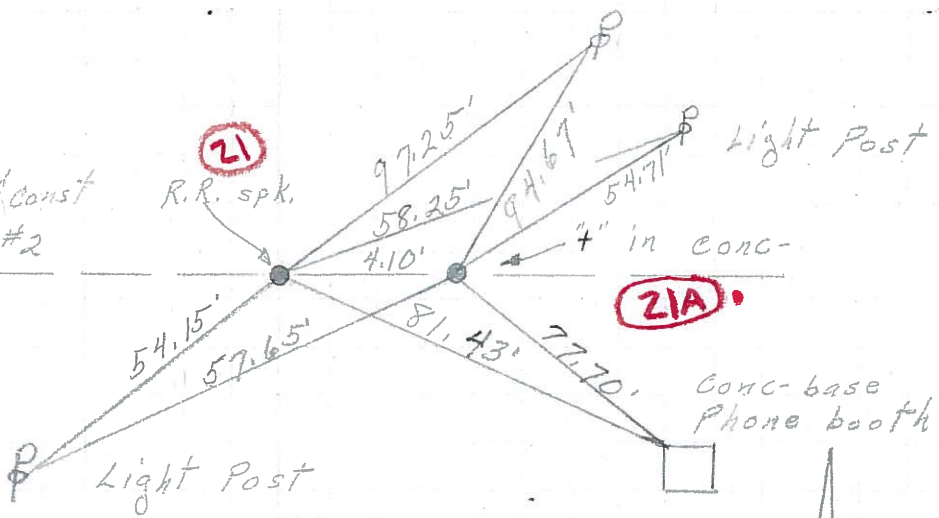 21
97.25'
94.67'
54.71'
Light Post
const
#2
R.R. spk.
58.25'
4.10'
"+" in conc-
21A
54.15'
57.65'
81.43'
77.70'
Conc-base
Phone booth
Light Post